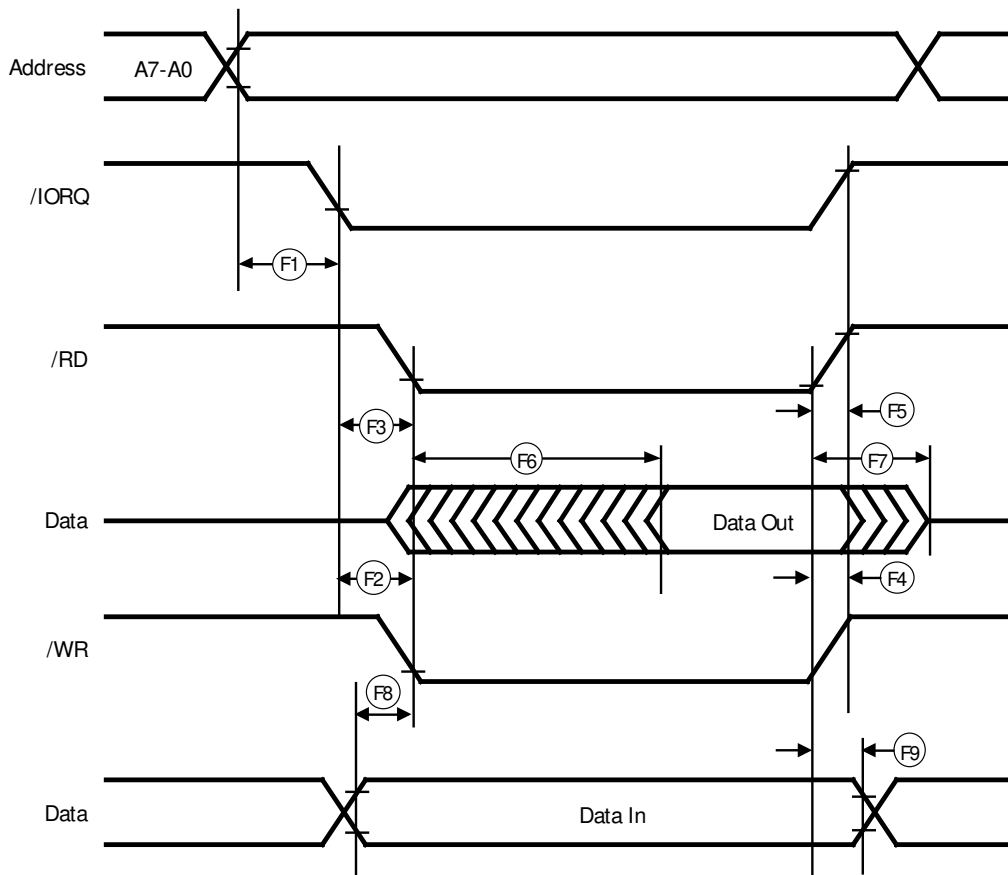 Address A7-A0
/IORQ
F1
/RD
F3 F5
F6 F7
Data Data Out
F2 F4
/WR
F8
F9
Data Data In